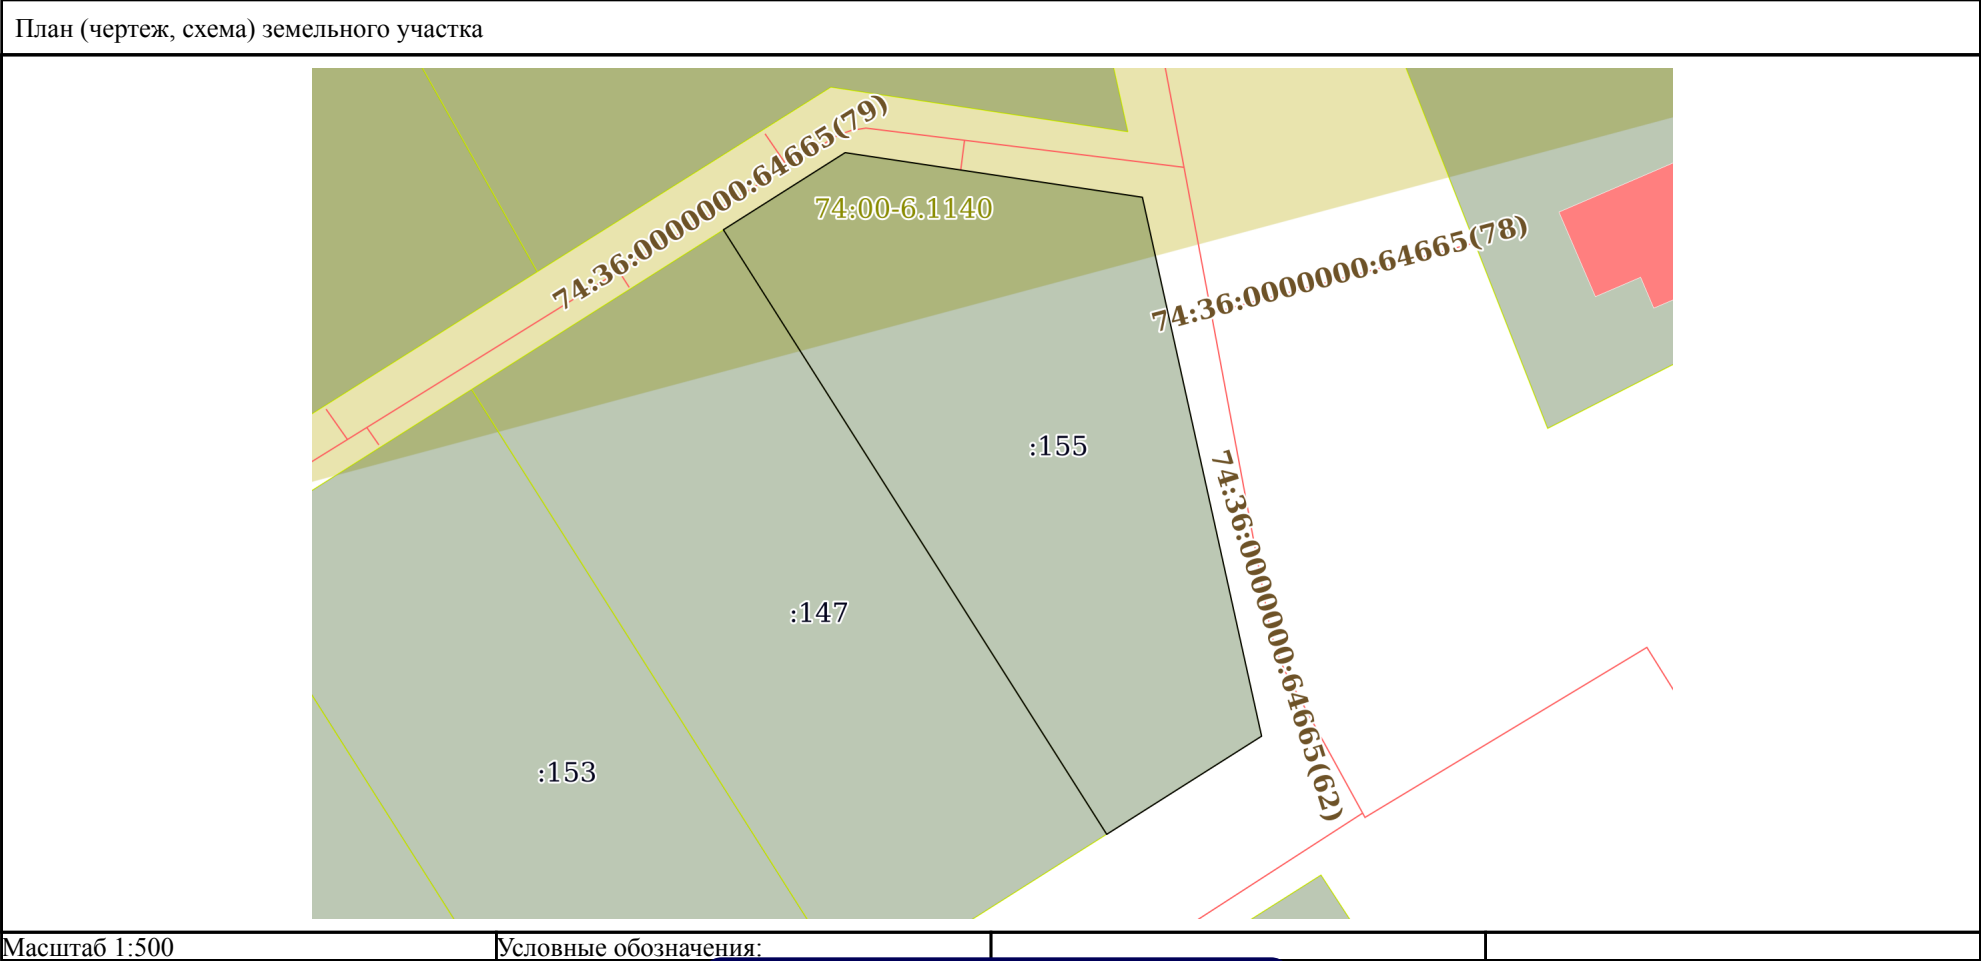 План (чертеж, схема) земельного участка
74:36:0000000:64665(79)
74:00-6.1140
74:36:0000000:64665(78)
:155
74:36:0000000:64665(62)
:147
:153
Масштаб 1:500
Условные обозначения: